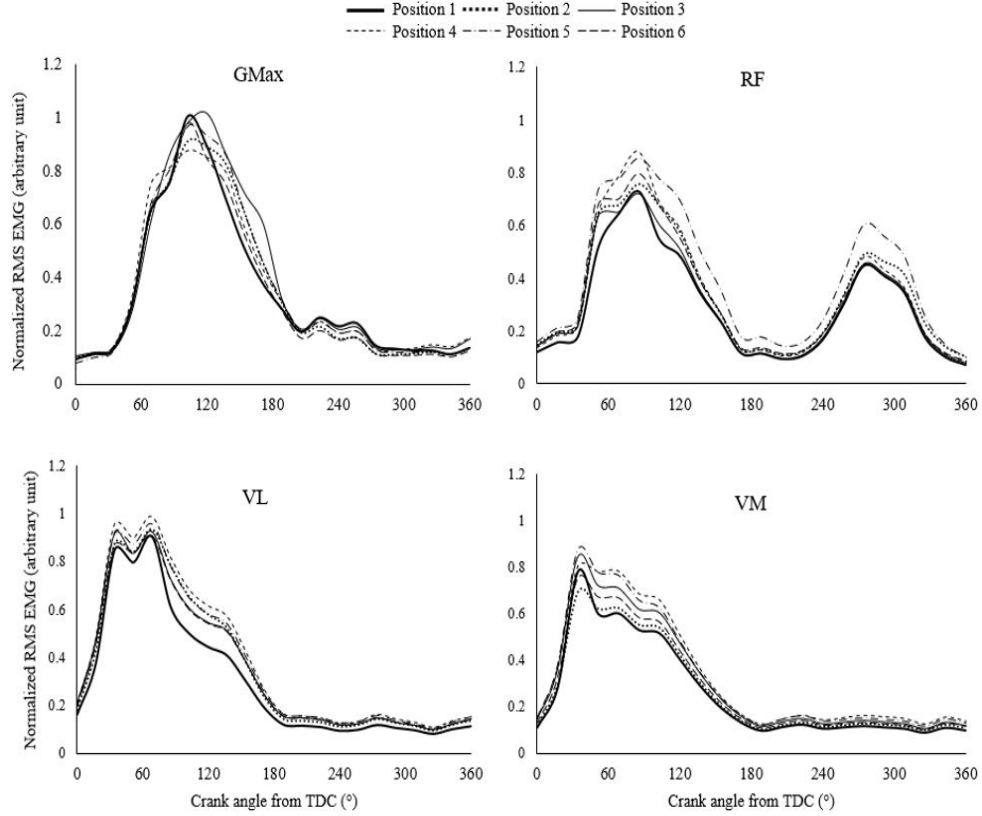 Position 1 Position 2 Position 3
Position 4 Position 5 Position 6
GMax
Normalized RMS EMG (arbitrary unit)
1.2
1
0.8
0.6
0.4
0.2
0
0 60 120 180 240 300 360
RF
1.2
1
0.8
0.6
0.4
0.2
0
0 60 120 180 240 300 360
VL
Normalized RMS EMG (arbitrary unit)
1.2
1
0.8
0.6
0.4
0.2
0
0 60 120 180 240 300 360
Crank angle from TDC (°)
VM
1.2
1
0.8
0.6
0.4
0.2
0
0 60 120 180 240 300 360
Crank angle from TDC (°)